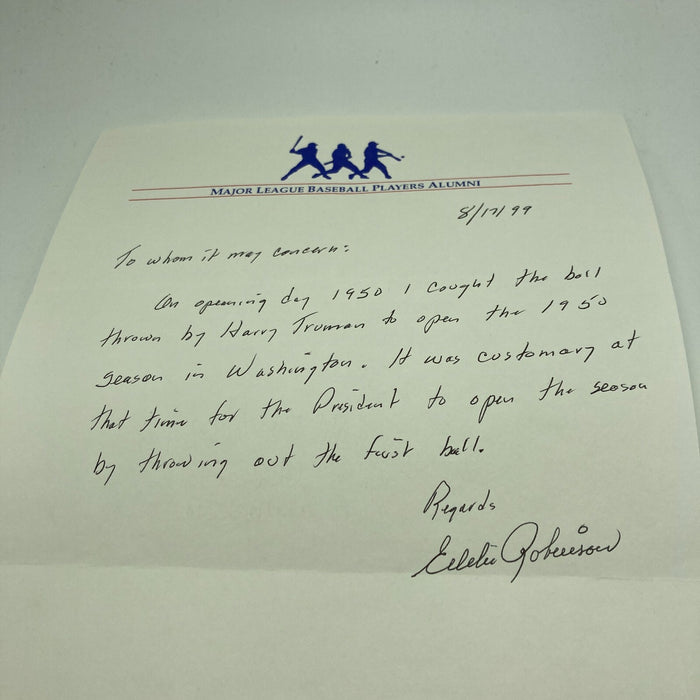 MAJOR LEAGUE BASEBALL PLAYERS ALUMNI
8/17/99
To whom it may concern:
On opening day 1950 I caught the ball
thrown by Harry Truman to open the 1950
season in Washington. It was customary at
that time for the President to open the season
by throwing out the first ball.
Regards
Eddie Robinson